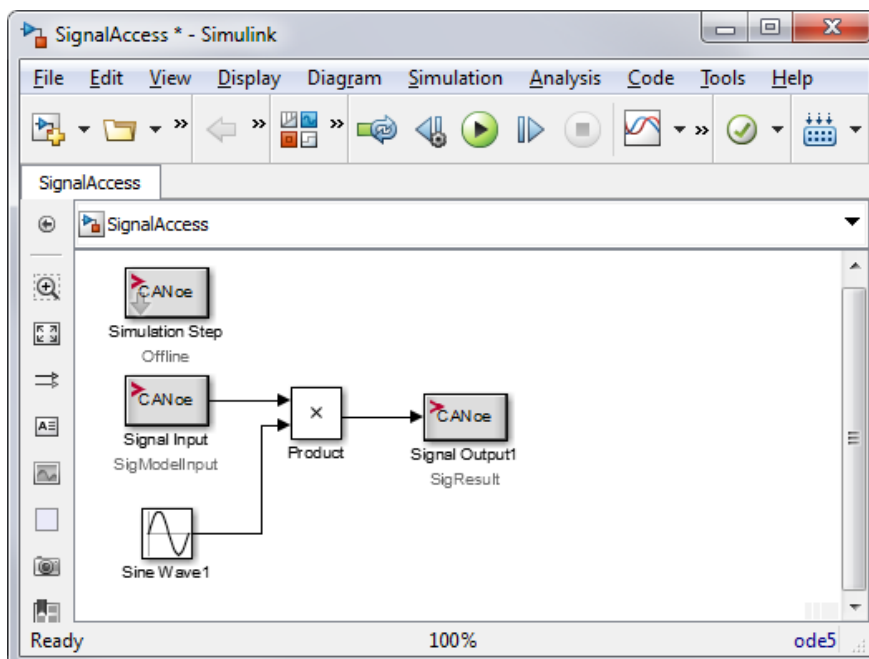 SignalAccess * - Simulink
File Edit View Display Diagram Simulation Analysis Code Tools Help
» » » »
SignalAccess
SignalAccess
CANoe
Simulation Step
Offline
CANoe
Signal Input
SigModelInput
×
Product
CANoe
Signal Output1
SigResult
Sine Wave1
Ready 100% ode5